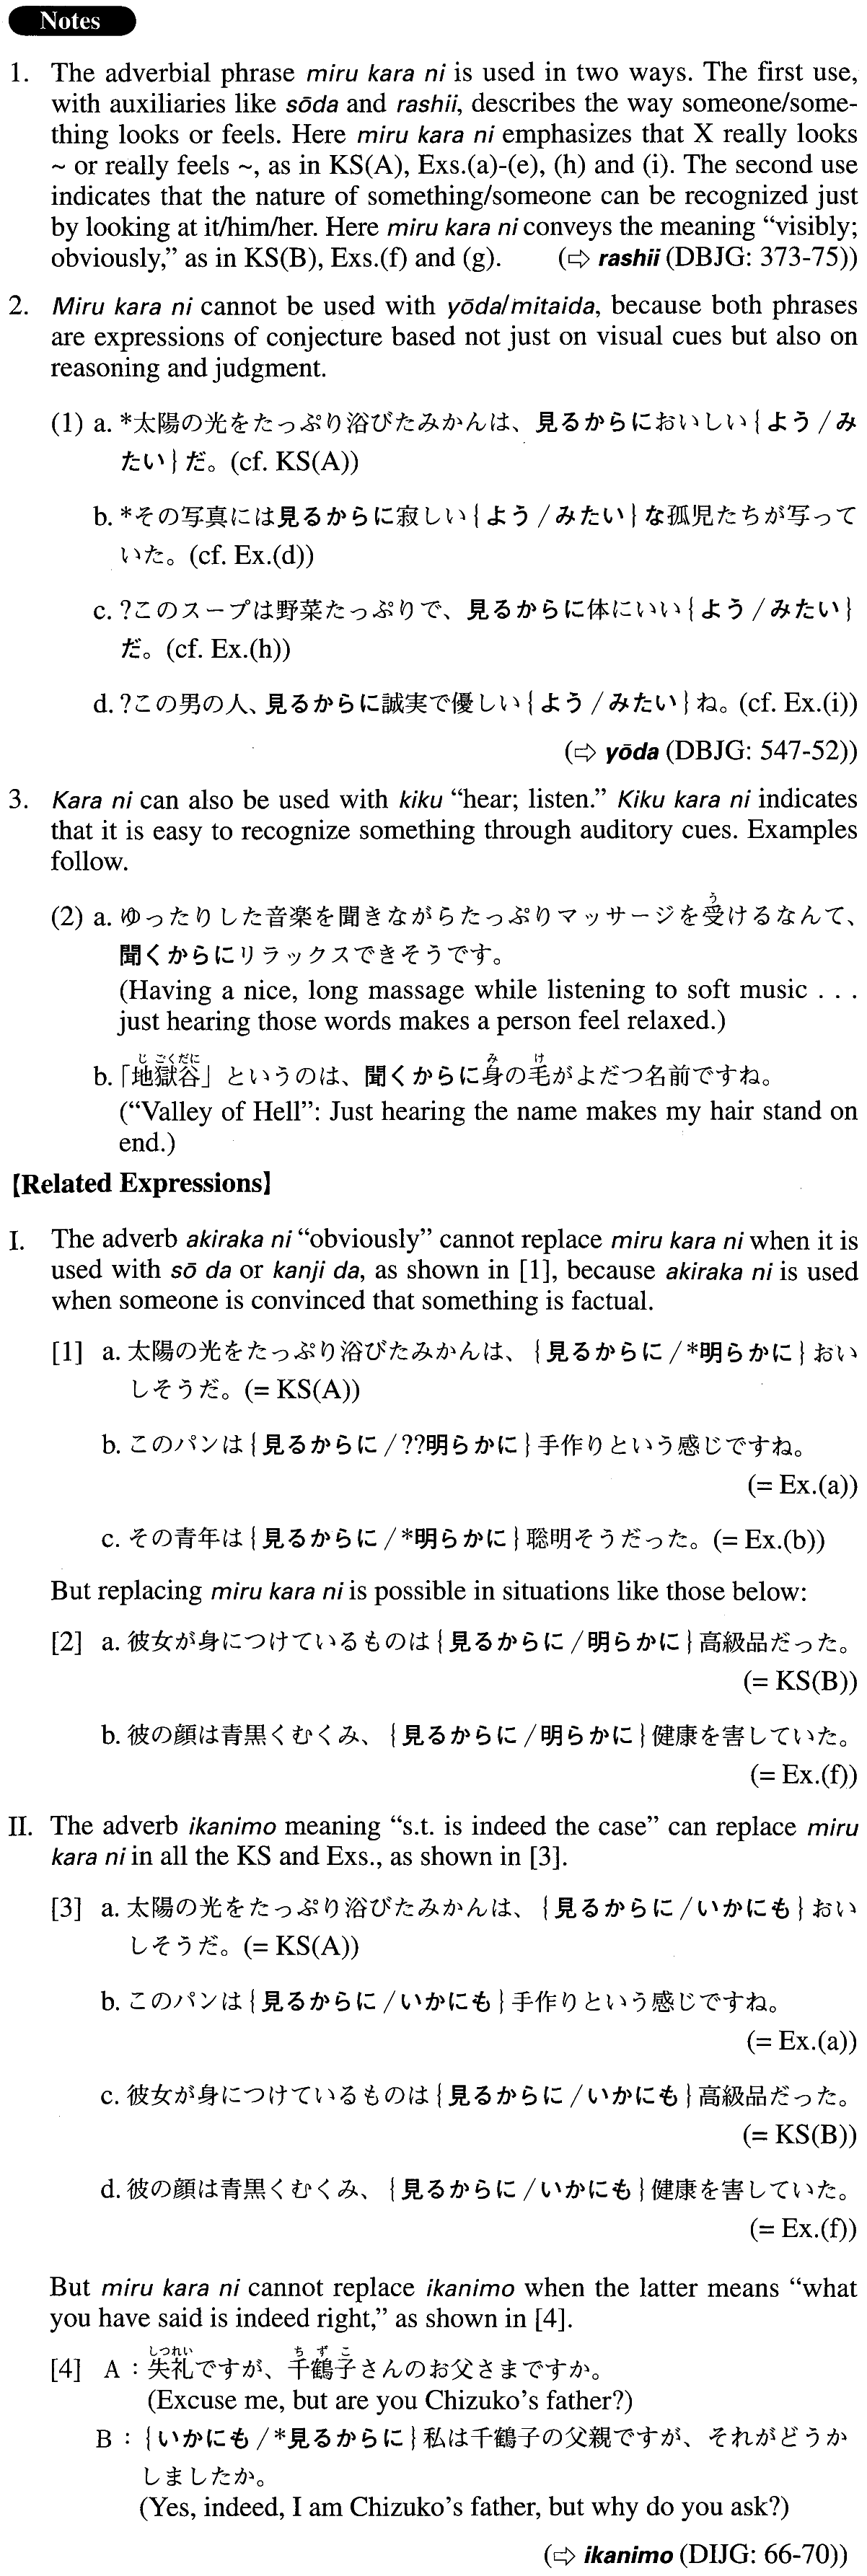 Notes
1. The adverbial phrase miru kara ni is used in two ways. The first use,
with auxiliaries like sōda and rashii, describes the way someone/some-
thing looks or feels. Here miru kara ni emphasizes that X really looks
~ or really feels ~, as in KS(A), Exs.(a)-(e), (h) and (i). The second use
indicates that the nature of something/someone can be recognized just
by looking at it/him/her. Here miru kara ni conveys the meaning “visibly;
obviously,” as in KS(B), Exs.(f) and (g). (⇨ rashii (DBJG: 373-75))
2. Miru kara ni cannot be used with yōda/mitaida, because both phrases
are expressions of conjecture based not just on visual cues but also on
reasoning and judgment.
(1) a. *太陽の光をたっぷり浴びたみかんは、見るからにおいしい{よう/み
たい}だ。(cf. KS(A))
b. *その写真には見るからに寂しい{よう/みたい}な孤児たちが写って
いた。(cf. Ex.(d))
c. ?このスープは野菜たっぷりで、見るからに体にいい{よう/みたい}
だ。(cf. Ex.(h))
d. ?この男の人、見るからに誠実で優しい{よう/みたい}ね。(cf. Ex.(i))
(⇨ yōda (DBJG: 547-52))
3. Kara ni can also be used with kiku “hear; listen.” Kiku kara ni indicates
that it is easy to recognize something through auditory cues. Examples
follow.
う
(2) a. ゆったりした音楽を聞きながらたっぷりマッサージを受けるなんて、
聞くからにリラックスできそうです。
(Having a nice, long massage while listening to soft music . . .
just hearing those words makes a person feel relaxed.)
じごくだに み け
b. 「地獄谷」というのは、聞くからに身の毛がよだつ名前ですね。
(“Valley of Hell”: Just hearing the name makes my hair stand on
end.)
【Related Expressions】
I. The adverb akiraka ni “obviously” cannot replace miru kara ni when it is
used with sō da or kanji da, as shown in [1], because akiraka ni is used
when someone is convinced that something is factual.
[1] a. 太陽の光をたっぷり浴びたみかんは、{見るからに/*明らかに}おい
しそうだ。(= KS(A))
b. このパンは{見るからに/??明らかに}手作りという感じですね。
(= Ex.(a))
c. その青年は{見るからに/*明らかに}聡明そうだった。(= Ex.(b))
But replacing miru kara ni is possible in situations like those below:
[2] a. 彼女が身につけているものは{見るからに/明らかに}高級品だった。
(= KS(B))
b. 彼の顔は青黒くむくみ、{見るからに/明らかに}健康を害していた。
(= Ex.(f))
II. The adverb ikanimo meaning “s.t. is indeed the case” can replace miru
kara ni in all the KS and Exs., as shown in [3].
[3] a. 太陽の光をたっぷり浴びたみかんは、{見るからに/いかにも}おい
しそうだ。(= KS(A))
b. このパンは{見るからに/いかにも}手作りという感じですね。
(= Ex.(a))
c. 彼女が身につけているものは{見るからに/いかにも}高級品だった。
(= KS(B))
d. 彼の顔は青黒くむくみ、{見るからに/いかにも}健康を害していた。
(= Ex.(f))
But miru kara ni cannot replace ikanimo when the latter means “what
you have said is indeed right,” as shown in [4].
しつれい ちずこ
[4] A：失礼ですが、千鶴子さんのお父さまですか。
(Excuse me, but are you Chizuko’s father?)
B：{いかにも/*見るからに}私は千鶴子の父親ですが、それがどうか
しましたか。
(Yes, indeed, I am Chizuko’s father, but why do you ask?)
(⇨ ikanimo (DIJG: 66-70))